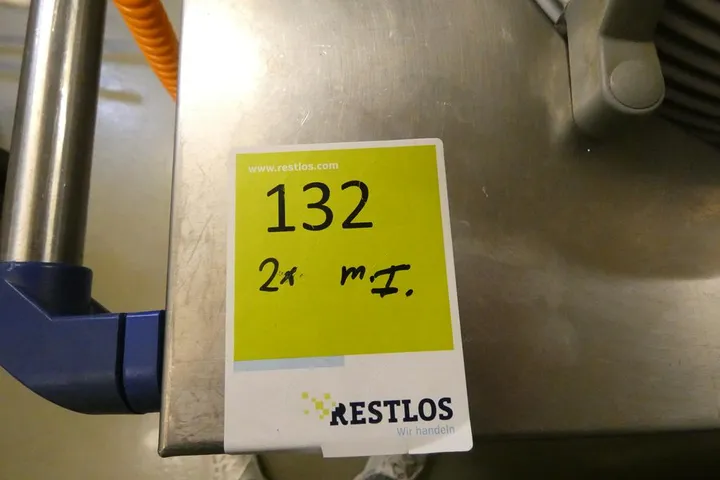 www.restlos.com
132
2x m.I.
RESTLOS
Wir handeln